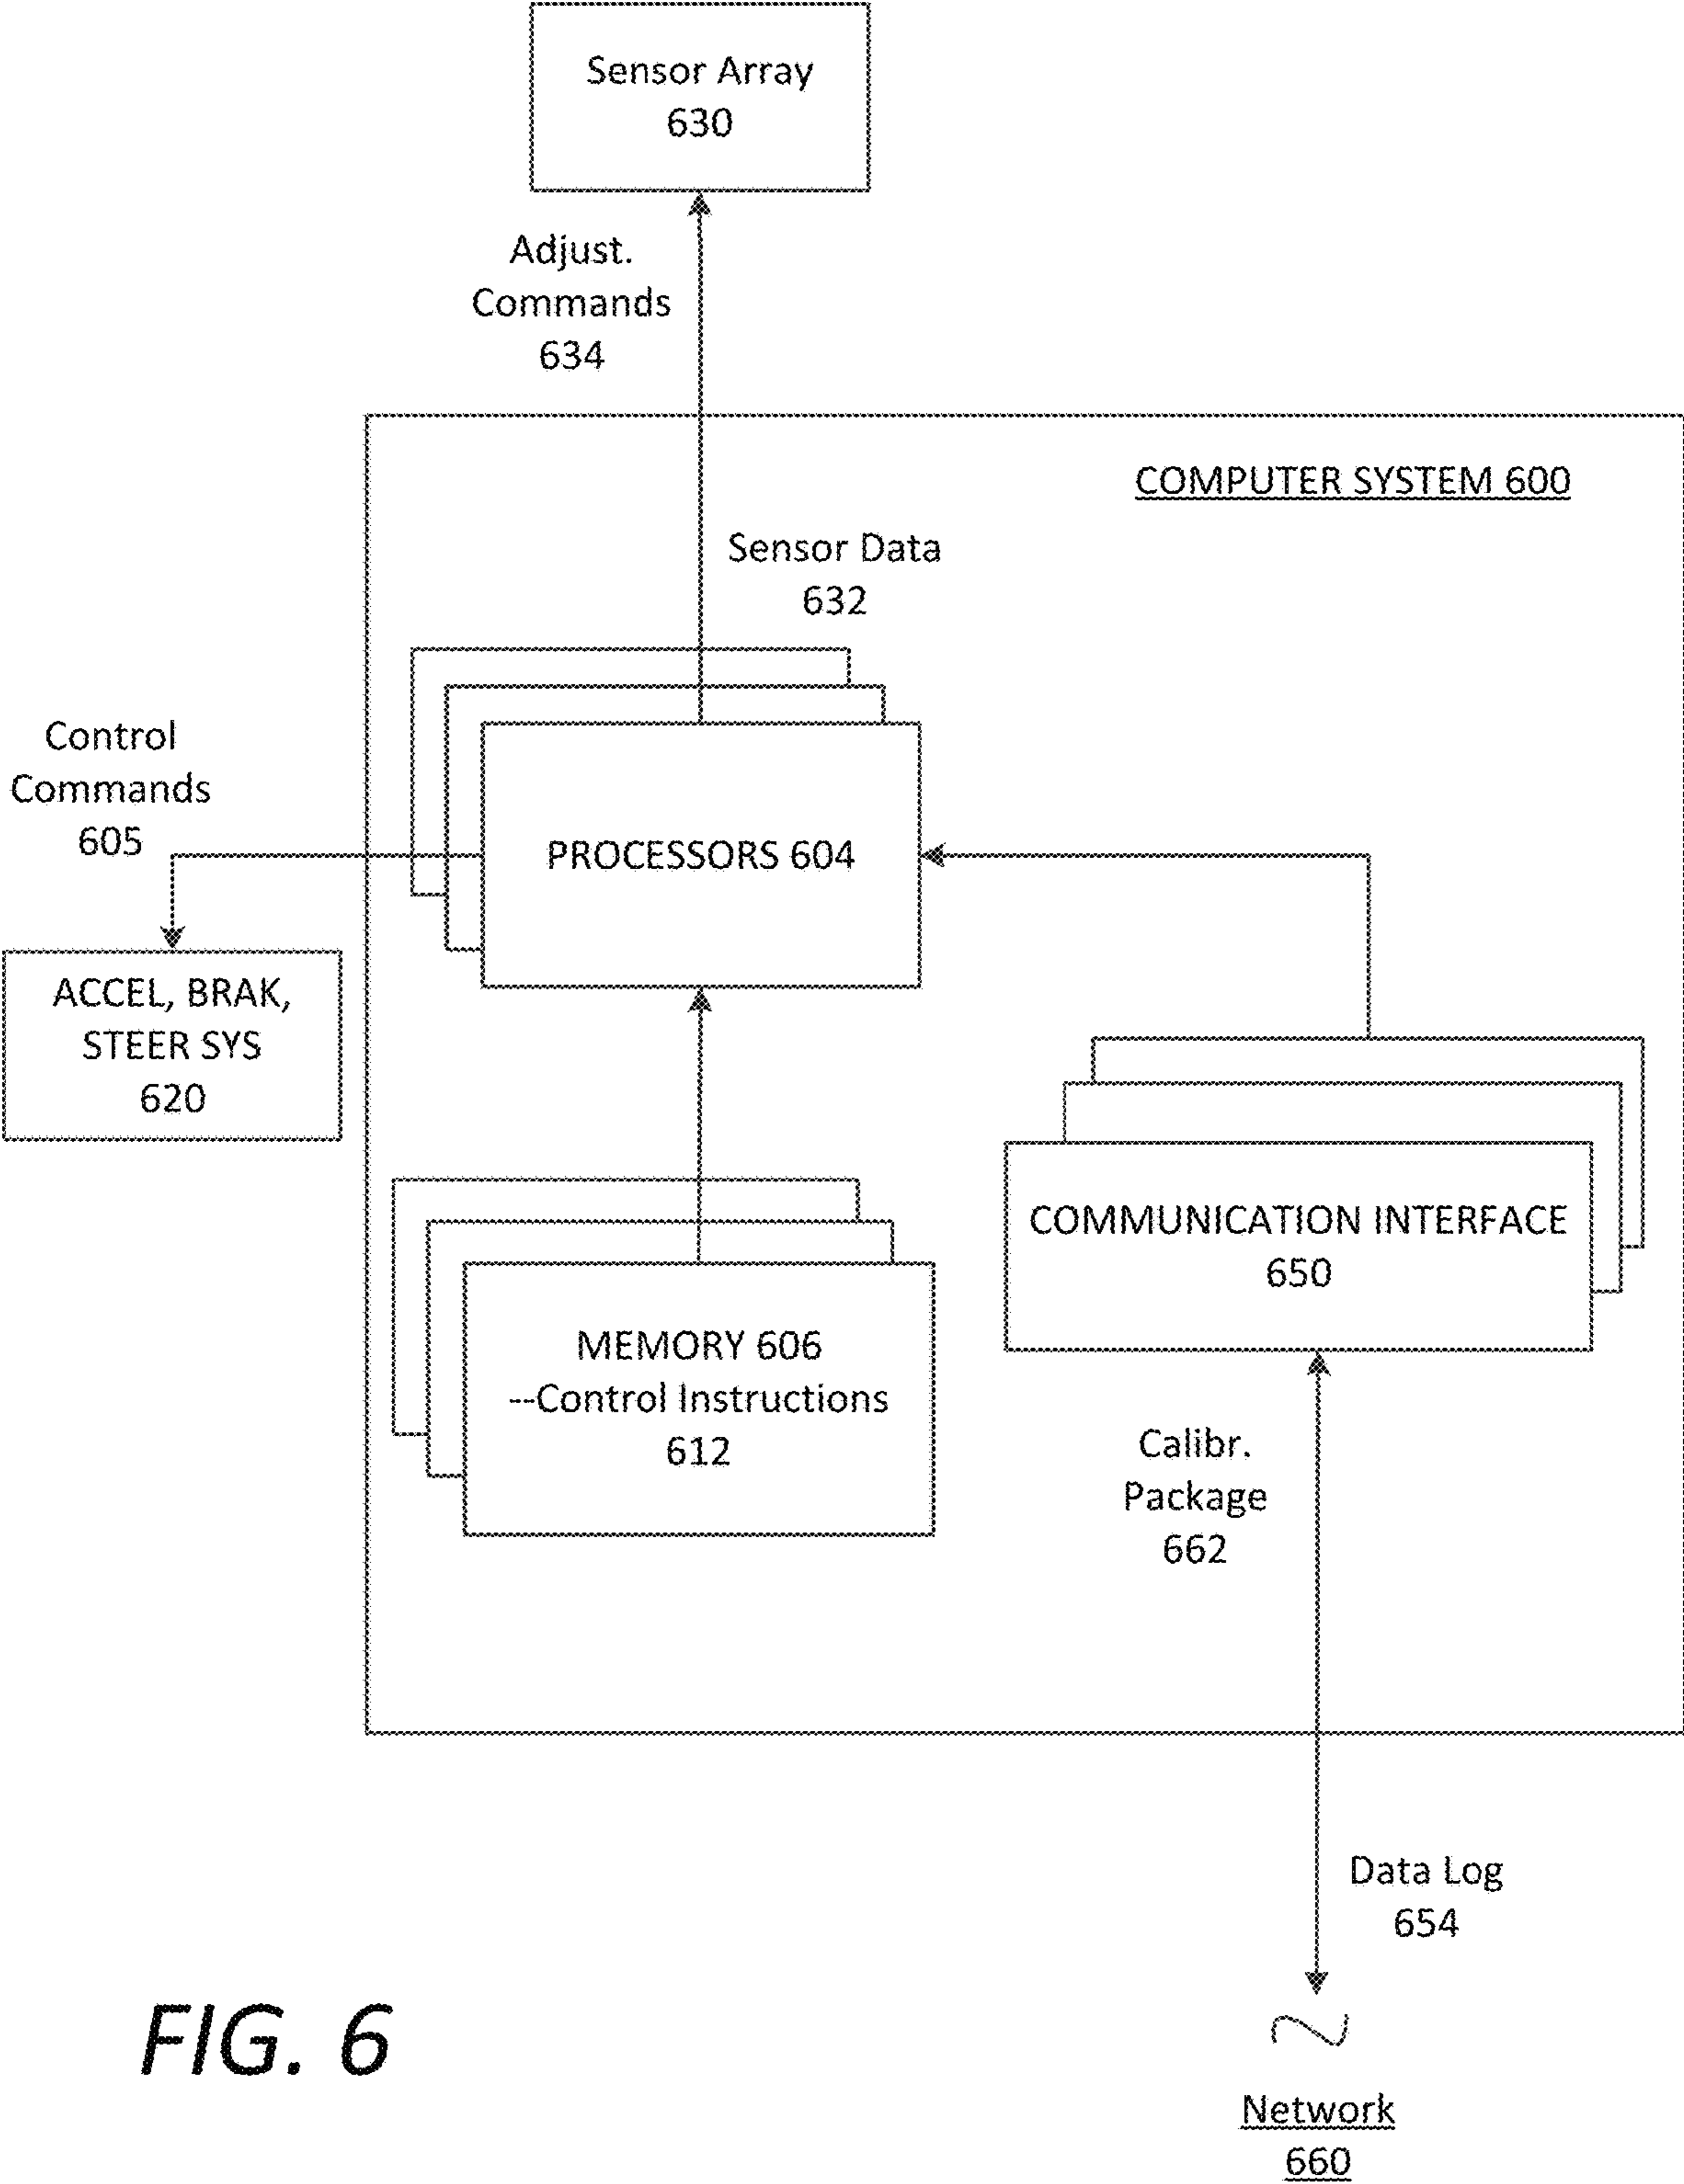 Sensor Array
630
Adjust.
Commands
634
COMPUTER SYSTEM 600
Sensor Data
632
Control
Commands
605
PROCESSORS 604
ACCEL, BRAK,
STEER SYS
620
COMMUNICATION INTERFACE
650
MEMORY 606
---Control Instructions
612
Calibr.
Package
662
Data Log
654
FIG. 6
Network
660